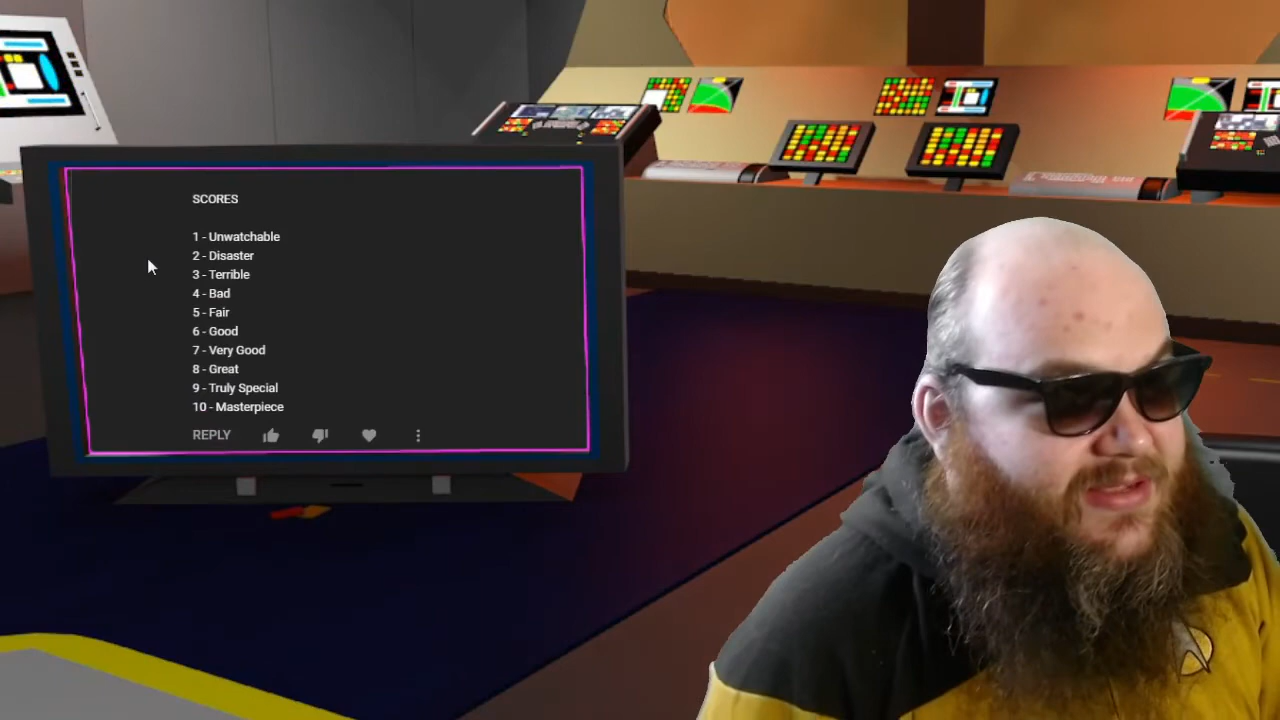 SCORES
1 - Unwatchable
2 - Disaster
3 - Terrible
4 - Bad
5 - Fair
6 - Good
7 - Very Good
8 - Great
9 - Truly Special
10 - Masterpiece
REPLY